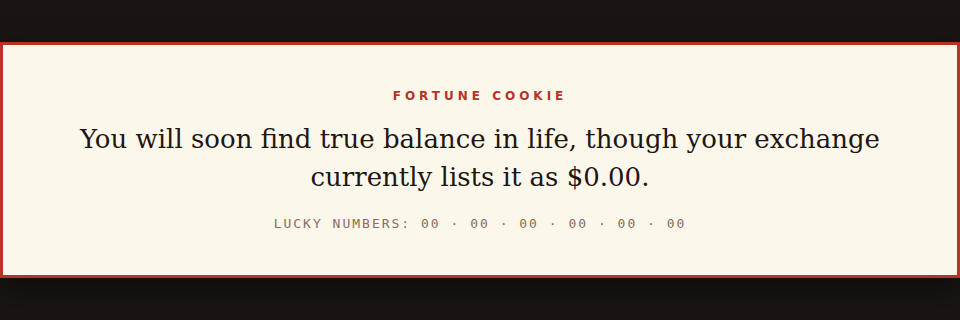 FORTUNE COOKIE
You will soon find true balance in life, though your exchange
currently lists it as $0.00.
LUCKY NUMBERS: 00 · 00 · 00 · 00 · 00 · 00